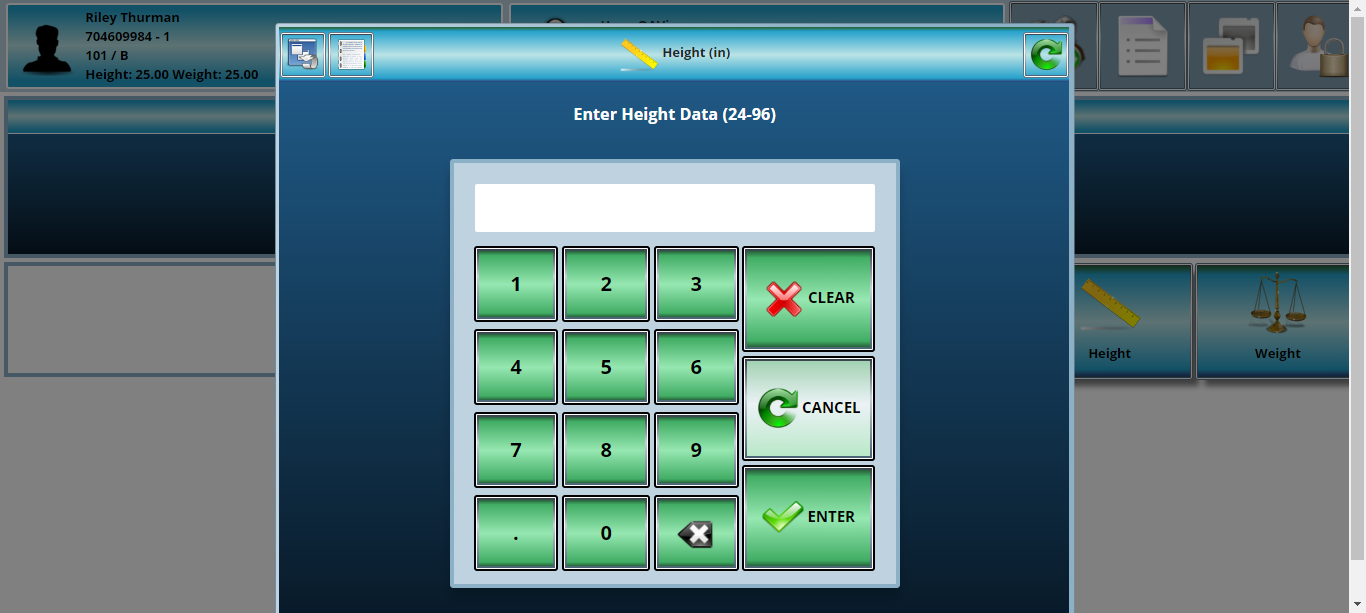 Riley Thurman
704609984 - 1
101 / B
Height: 25.00 Weight: 25.00
Height (in)
Enter Height Data (24-96)
1
2
3
CLEAR
4
5
6
CANCEL
7
8
9
ENTER
.
0
Height
Weight